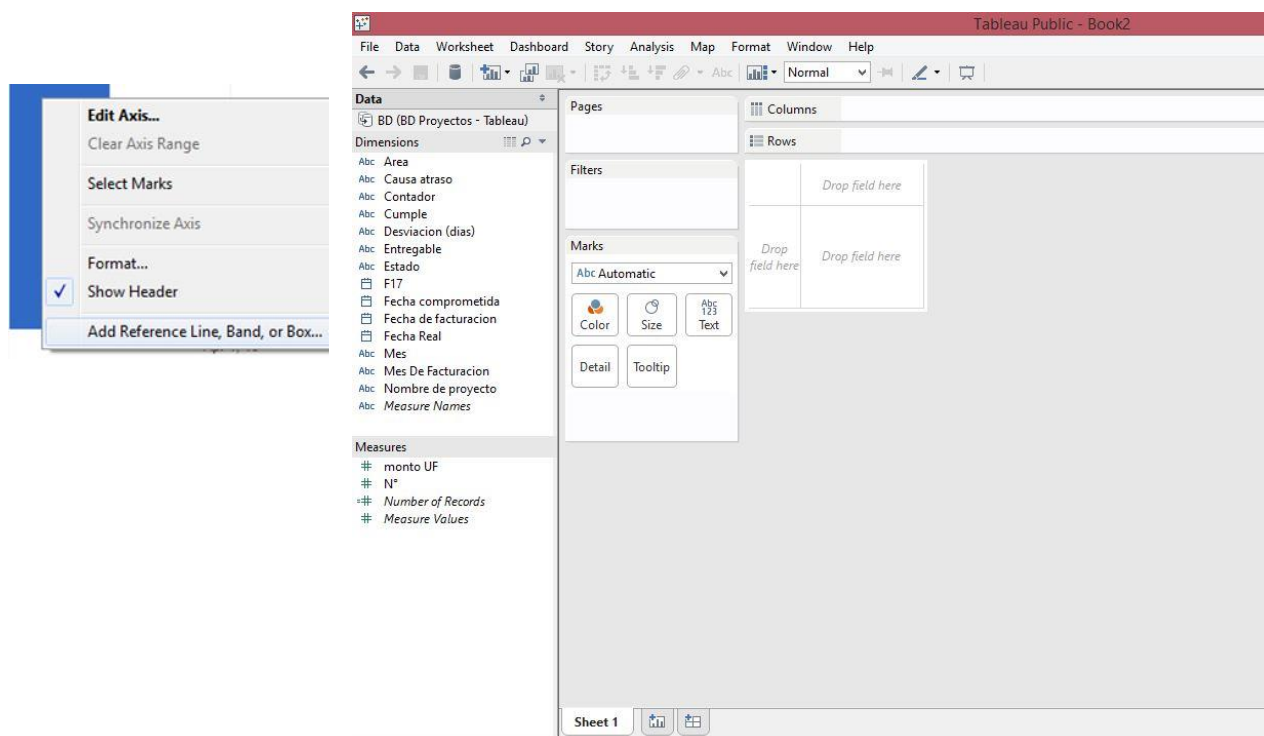 Edit Axis...
Clear Axis Range
Select Marks
Synchronize Axis
Format...
Show Header
Add Reference Line, Band, or Box...
Tableau Public - Book2
File Data Worksheet Dashboard Story Analysis Map Format Window Help
Abc Normal
Data
BD (BD Proyectos - Tableau)
Dimensions
Abc Area
Abc Causa atraso
Abc Contador
Abc Cumple
Abc Desviacion (dias)
Abc Entregable
Abc Estado
F17
Fecha comprometida
Fecha de facturacion
Fecha Real
Abc Mes
Abc Mes De Facturacion
Abc Nombre de proyecto
Abc Measure Names
Measures
# monto UF
# N°
=# Number of Records
# Measure Values
Pages
Filters
Marks
Abc Automatic
Color
Size
Abc
123
Text
Detail
Tooltip
Columns
Rows
Drop field here
Drop
field here
Drop field here
Sheet 1